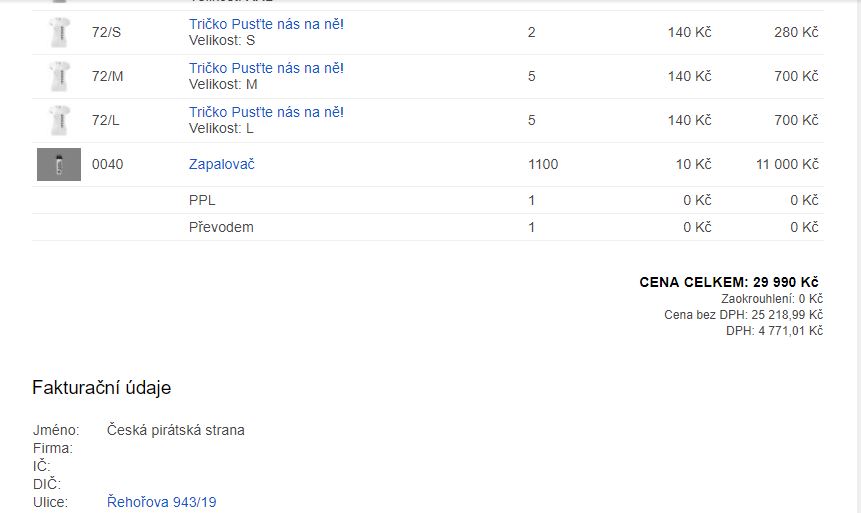 72/S Tričko Pusťte nás na ně! 2 140 Kč 280 Kč
Velikost: S
72/M Tričko Pusťte nás na ně! 5 140 Kč 700 Kč
Velikost: M
72/L Tričko Pusťte nás na ně! 5 140 Kč 700 Kč
Velikost: L
0040 Zapalovač 1100 10 Kč 11 000 Kč
PPL 1 0 Kč 0 Kč
Převodem 1 0 Kč 0 Kč
CENA CELKEM: 29 990 Kč
Zaokrouhlení: 0 Kč
Cena bez DPH: 25 218,99 Kč
DPH: 4 771,01 Kč
Fakturační údaje
Jméno: Česká pirátská strana
Firma:
IČ:
DIČ:
Ulice: Řehořova 943/19